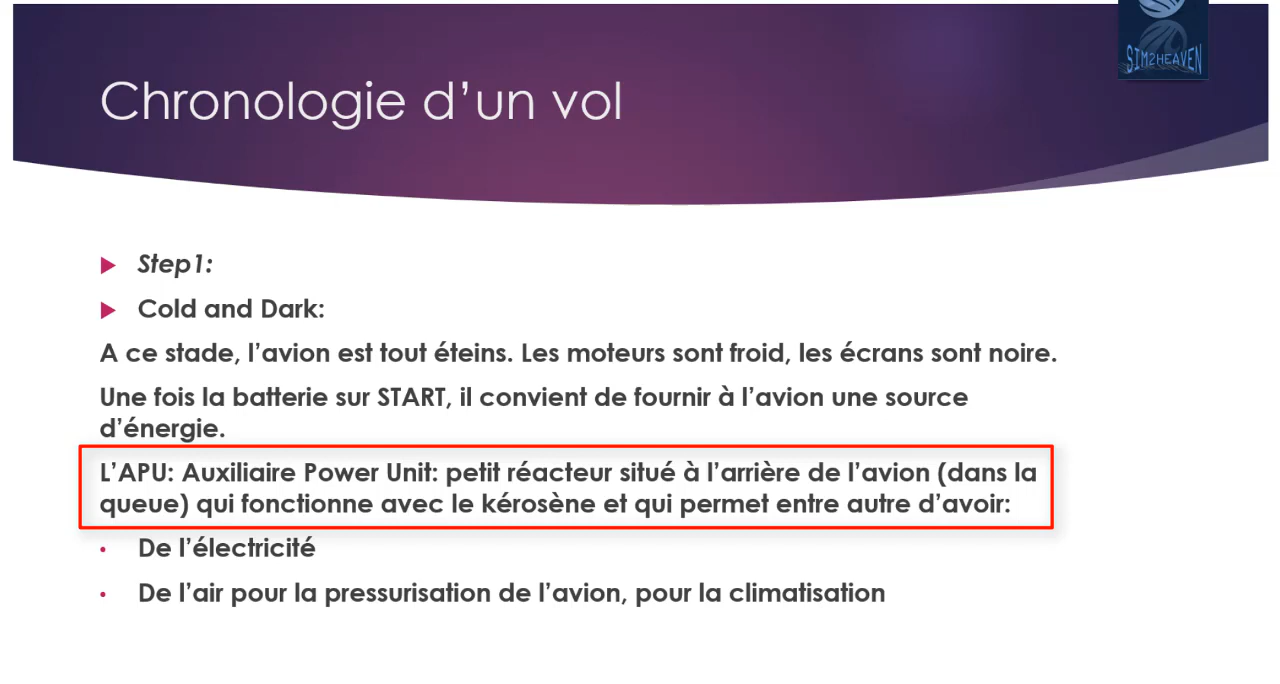 SIM2HEAVEN
Chronologie d’un vol
Step1:
Cold and Dark:
A ce stade, l’avion est tout éteins. Les moteurs sont froid, les écrans sont noire.
Une fois la batterie sur START, il convient de fournir à l’avion une source
d’énergie.
L’APU: Auxiliaire Power Unit: petit réacteur situé à l’arrière de l’avion (dans la
queue) qui fonctionne avec le kérosène et qui permet entre autre d’avoir:
• De l’électricité
• De l’air pour la pressurisation de l’avion, pour la climatisation